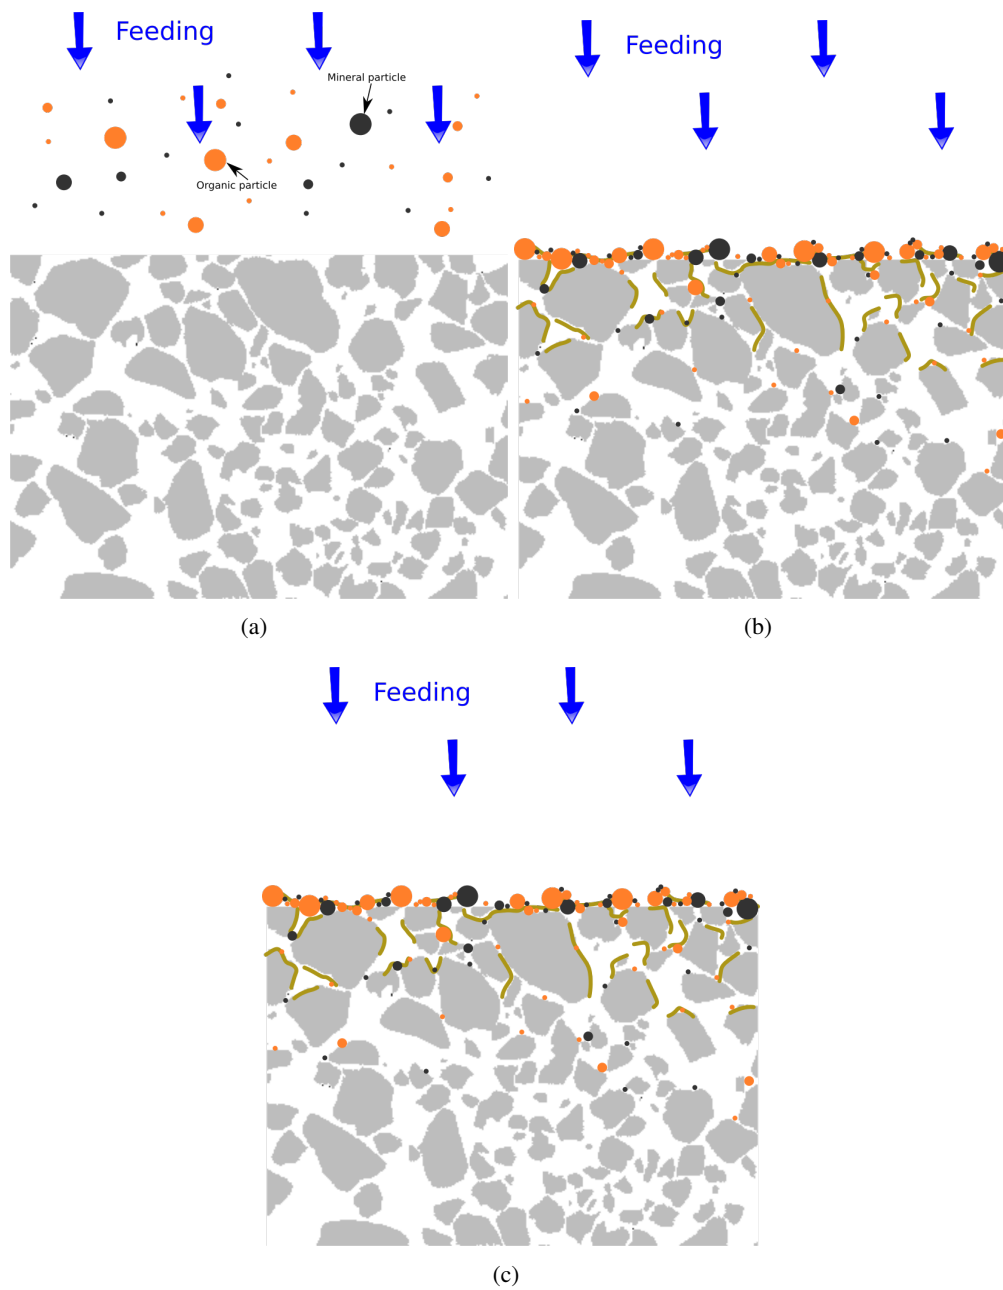 Feeding
Mineral particle
Organic particle
(a)
Feeding
(b)
Feeding
(c)